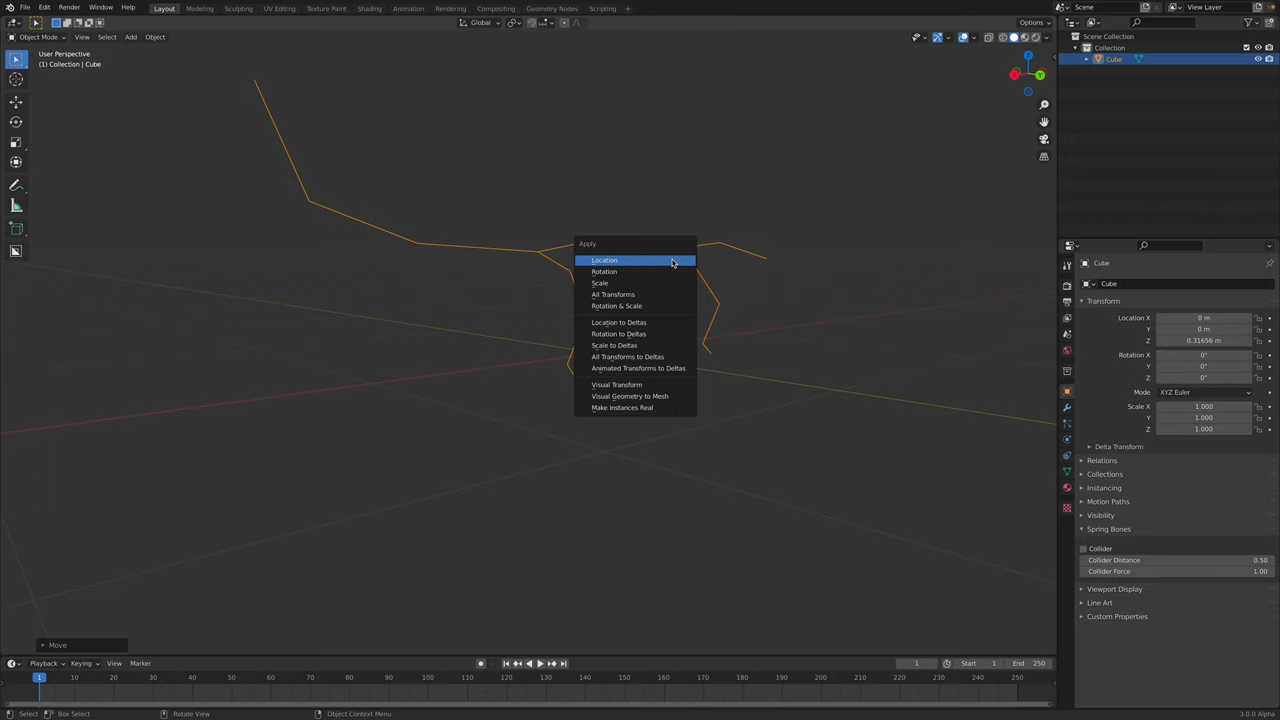 File Edit Render Window Help Layout Modeling Sculpting UV Editing Texture Paint Shading Animation Rendering Compositing Geometry Nodes Scripting + Scene View Layer
Global Options
Object Mode View Select Add Object
User Perspective
(1) Collection | Cube
X Y Z
Scene Collection
Collection
Cube
Apply
Location
Rotation
Scale
All Transforms
Rotation & Scale
Location to Deltas
Rotation to Deltas
Scale to Deltas
All Transforms to Deltas
Animated Transforms to Deltas
Visual Transform
Visual Geometry to Mesh
Make Instances Real
Cube
Cube
Transform
Location X 0 m
Y 0 m
Z 0.31656 m
Rotation X 0°
Y 0°
Z 0°
Mode XYZ Euler
Scale X 1.000
Y 1.000
Z 1.000
Delta Transform
Relations
Collections
Instancing
Motion Paths
Visibility
Spring Bones
Collider
Collider Distance 0.50
Collider Force 1.00
Viewport Display
Line Art
Custom Properties
Move
Playback Keying View Marker 1 Start 1 End 250
1 10 20 30 40 50 60 70 80 90 100 110 120 130 140 150 160 170 180 190 200 210 220 230 240 250
Select Box Select Rotate View Object Context Menu 3.0.0 Alpha